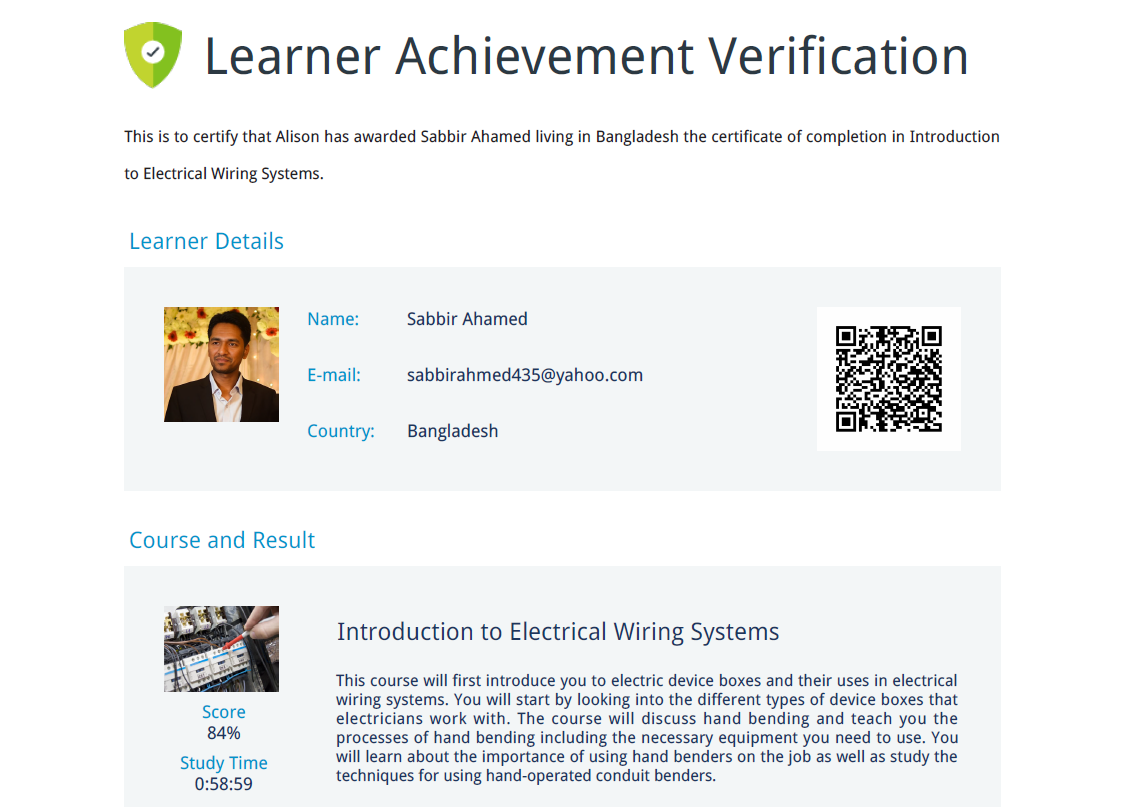 Learner Achievement Verification
This is to certify that Alison has awarded Sabbir Ahamed living in Bangladesh the certificate of completion in Introduction
to Electrical Wiring Systems.
Learner Details
Name: Sabbir Ahamed
E-mail: sabbirahmed435@yahoo.com
Country: Bangladesh
Course and Result
Introduction to Electrical Wiring Systems
This course will first introduce you to electric device boxes and their uses in electrical
wiring systems. You will start by looking into the different types of device boxes that
electricians work with. The course will discuss hand bending and teach you the
processes of hand bending including the necessary equipment you need to use. You
will learn about the importance of using hand benders on the job as well as study the
techniques for using hand-operated conduit benders.
Score
84%
Study Time
0:58:59